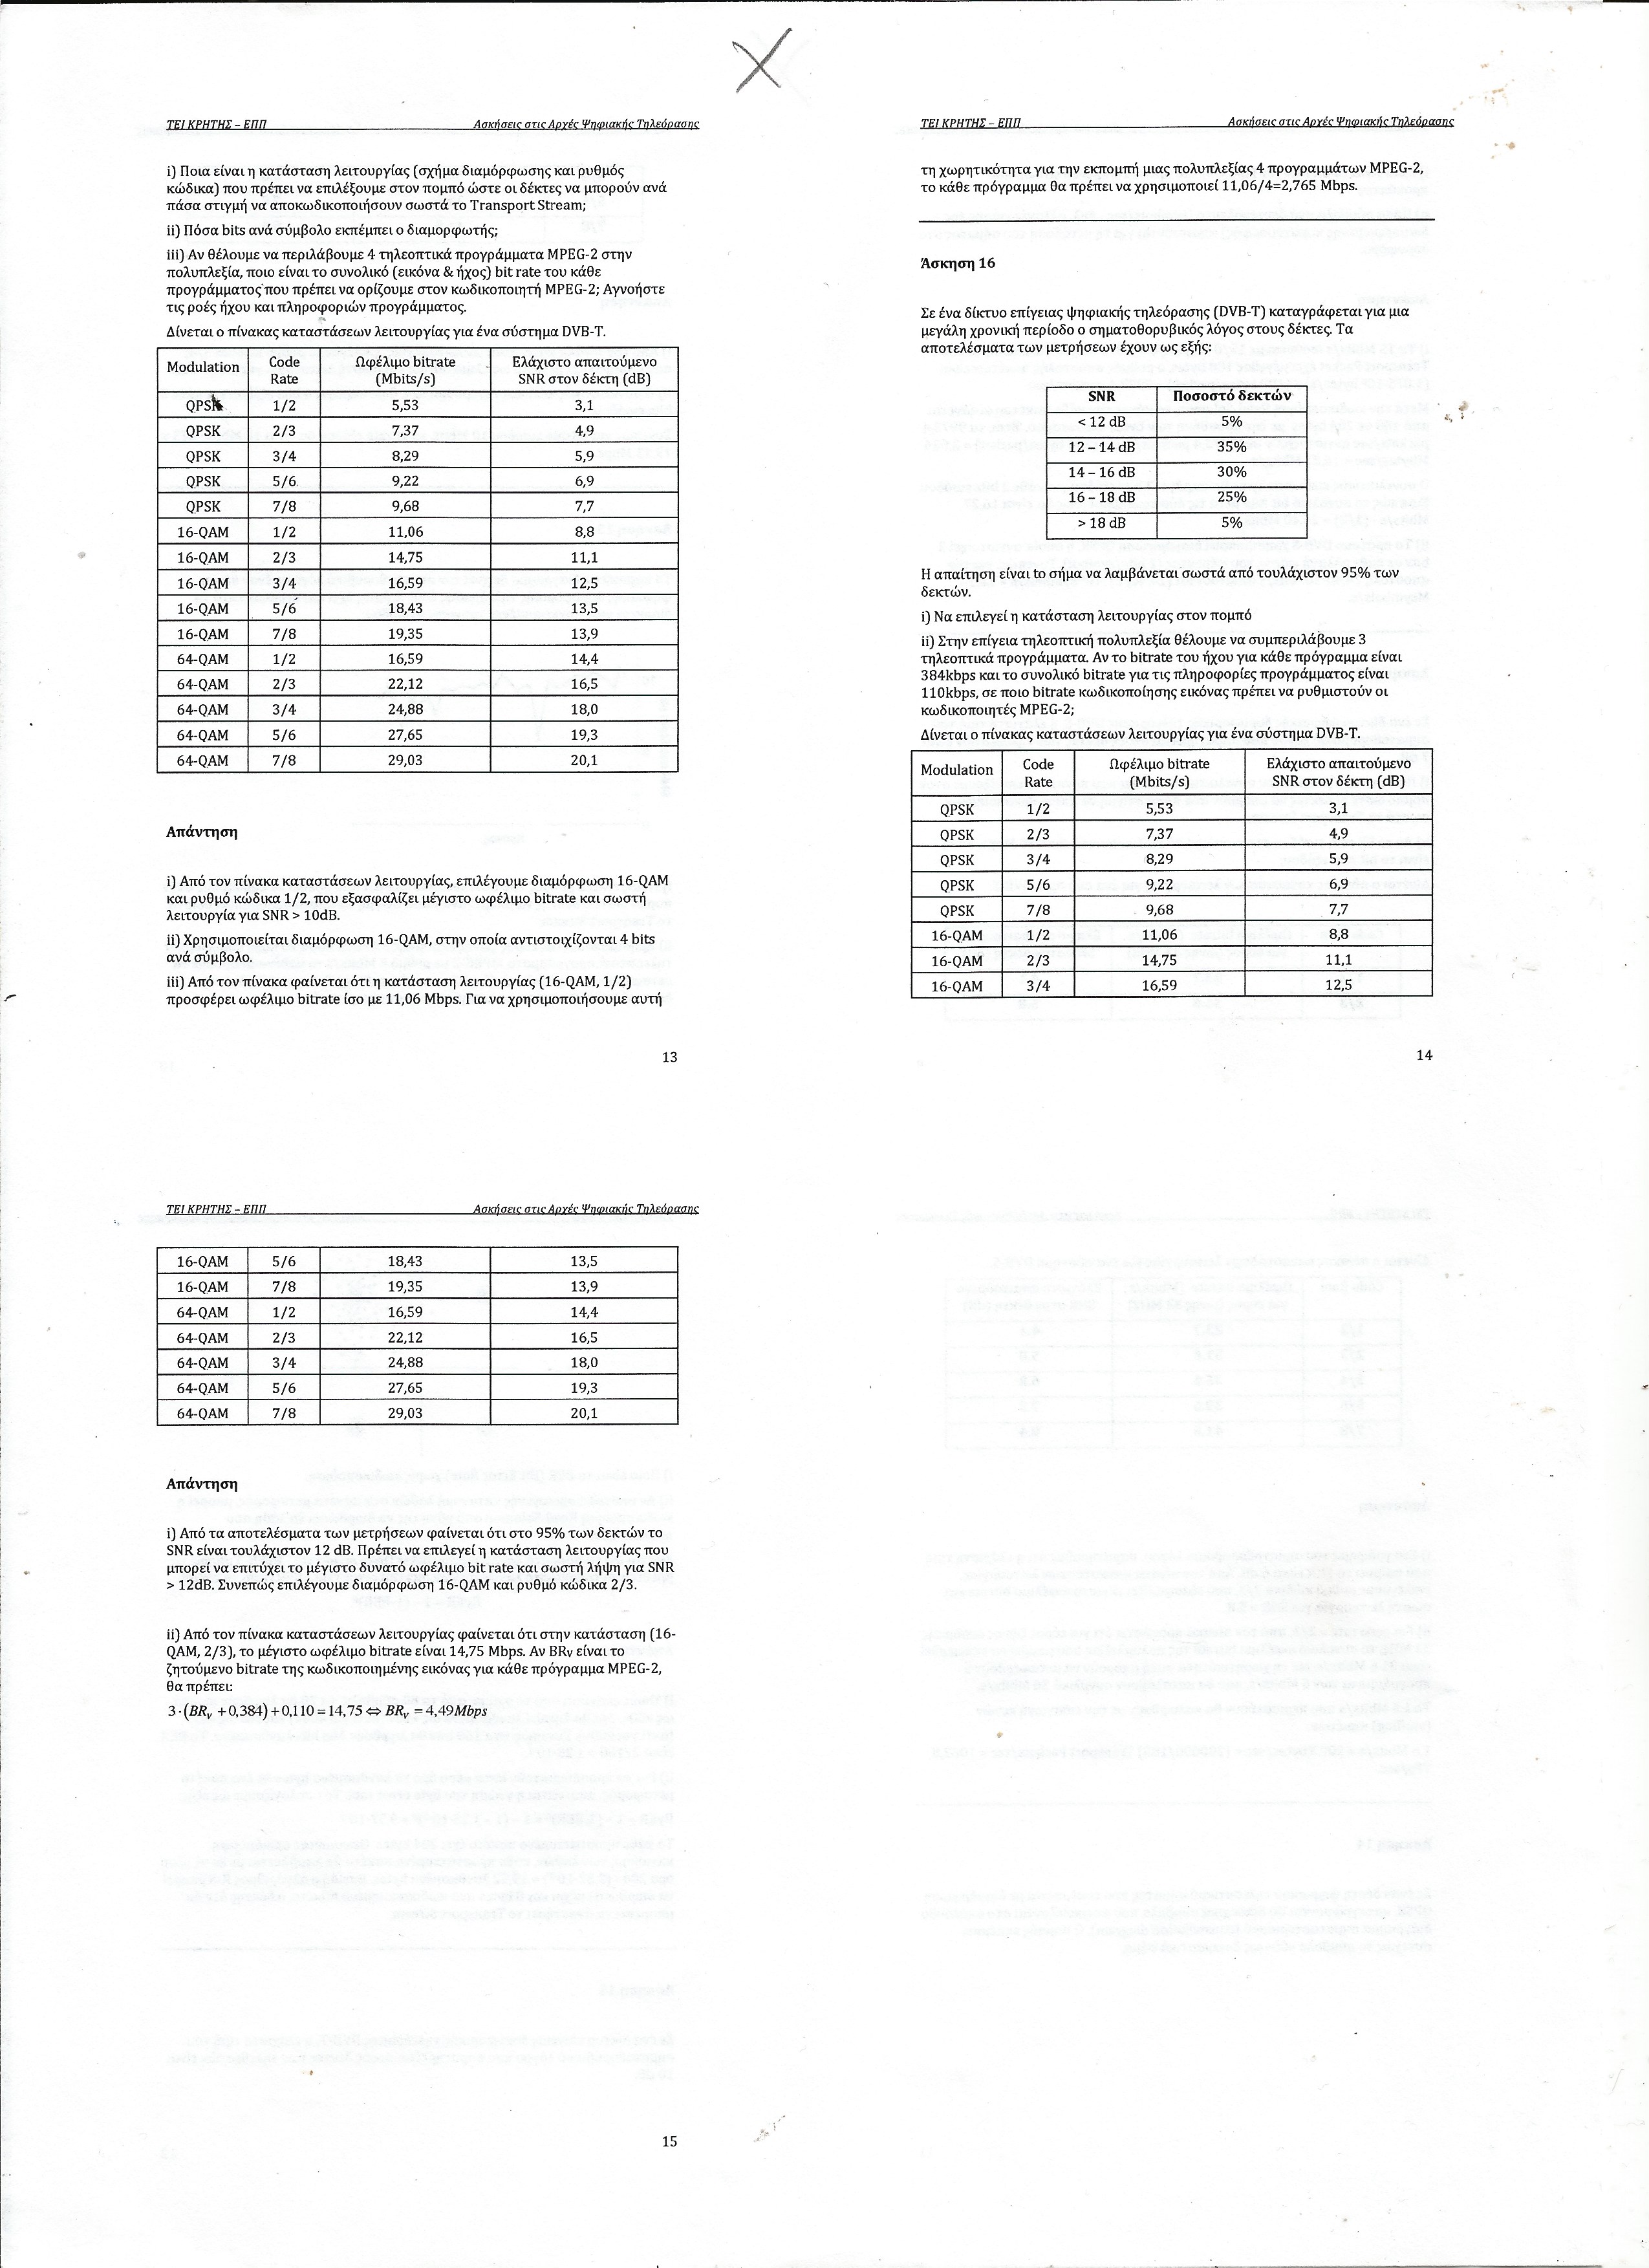 ΤΕΙ ΚΡΗΤΗΣ – ΕΠΠ Ασκήσεις στις Αρχές Ψηφιακής Τηλεόρασης
i) Ποια είναι η κατάσταση λειτουργίας (σχήμα διαμόρφωσης και ρυθμός
κώδικα) που πρέπει να επιλέξουμε στον πομπό ώστε οι δέκτες να μπορούν ανά
πάσα στιγμή να αποκωδικοποιήσουν σωστά το Transport Stream;
ii) Πόσα bits ανά σύμβολο εκπέμπει ο διαμορφωτής;
iii) Αν θέλουμε να περιλάβουμε 4 τηλεοπτικά προγράμματα MPEG-2 στην
πολυπλεξία, ποιο είναι το συνολικό (εικόνα & ήχος) bit rate του κάθε
προγράμματος που πρέπει να ορίζουμε στον κωδικοποιητή MPEG-2; Αγνοήστε
τις ροές ήχου και πληροφοριών προγράμματος.
Δίνεται ο πίνακας καταστάσεων λειτουργίας για ένα σύστημα DVB-T.
Modulation Code Rate Ωφέλιμο bitrate (Mbits/s) Ελάχιστο απαιτούμενο SNR στον δέκτη (dB)
QPSK 1/2 5,53 3,1
QPSK 2/3 7,37 4,9
QPSK 3/4 8,29 5,9
QPSK 5/6 9,22 6,9
QPSK 7/8 9,68 7,7
16-QAM 1/2 11,06 8,8
16-QAM 2/3 14,75 11,1
16-QAM 3/4 16,59 12,5
16-QAM 5/6 18,43 13,5
16-QAM 7/8 19,35 13,9
64-QAM 1/2 16,59 14,4
64-QAM 2/3 22,12 16,5
64-QAM 3/4 24,88 18,0
64-QAM 5/6 27,65 19,3
64-QAM 7/8 29,03 20,1
Απάντηση
i) Από τον πίνακα καταστάσεων λειτουργίας, επιλέγουμε διαμόρφωση 16-QAM
και ρυθμό κώδικα 1/2, που εξασφαλίζει μέγιστο ωφέλιμο bitrate και σωστή
λειτουργία για SNR > 10dB.
ii) Χρησιμοποιείται διαμόρφωση 16-QAM, στην οποία αντιστοιχίζονται 4 bits
ανά σύμβολο.
iii) Από τον πίνακα φαίνεται ότι η κατάσταση λειτουργίας (16-QAM, 1/2)
προσφέρει ωφέλιμο bitrate ίσο με 11,06 Mbps. Για να χρησιμοποιήσουμε αυτή
13
ΤΕΙ ΚΡΗΤΗΣ – ΕΠΠ Ασκήσεις στις Αρχές Ψηφιακής Τηλεόρασης
τη χωρητικότητα για την εκπομπή μιας πολυπλεξίας 4 προγραμμάτων MPEG-2,
το κάθε πρόγραμμα θα πρέπει να χρησιμοποιεί 11,06/4=2,765 Mbps.
Άσκηση 16
Σε ένα δίκτυο επίγειας ψηφιακής τηλεόρασης (DVB-T) καταγράφεται για μια
μεγάλη χρονική περίοδο ο σηματοθορυβικός λόγος στους δέκτες. Τα
αποτελέσματα των μετρήσεων έχουν ως εξής:
SNR Ποσοστό δεκτών
< 12 dB 5%
12 – 14 dB 35%
14 – 16 dB 30%
16 – 18 dB 25%
> 18 dB 5%
Η απαίτηση είναι to σήμα να λαμβάνεται σωστά από τουλάχιστον 95% των
δεκτών.
i) Να επιλεγεί η κατάσταση λειτουργίας στον πομπό
ii) Στην επίγεια τηλεοπτική πολυπλεξία θέλουμε να συμπεριλάβουμε 3
τηλεοπτικά προγράμματα. Αν το bitrate του ήχου για κάθε πρόγραμμα είναι
384kbps και το συνολικό bitrate για τις πληροφορίες προγράμματος είναι
110kbps, σε ποιο bitrate κωδικοποίησης εικόνας πρέπει να ρυθμιστούν οι
κωδικοποιητές MPEG-2;
Δίνεται ο πίνακας καταστάσεων λειτουργίας για ένα σύστημα DVB-T.
Modulation Code Rate Ωφέλιμο bitrate (Mbits/s) Ελάχιστο απαιτούμενο SNR στον δέκτη (dB)
QPSK 1/2 5,53 3,1
QPSK 2/3 7,37 4,9
QPSK 3/4 8,29 5,9
QPSK 5/6 9,22 6,9
QPSK 7/8 9,68 7,7
16-QAM 1/2 11,06 8,8
16-QAM 2/3 14,75 11,1
16-QAM 3/4 16,59 12,5
14
ΤΕΙ ΚΡΗΤΗΣ – ΕΠΠ Ασκήσεις στις Αρχές Ψηφιακής Τηλεόρασης
16-QAM 5/6 18,43 13,5
16-QAM 7/8 19,35 13,9
64-QAM 1/2 16,59 14,4
64-QAM 2/3 22,12 16,5
64-QAM 3/4 24,88 18,0
64-QAM 5/6 27,65 19,3
64-QAM 7/8 29,03 20,1
Απάντηση
i) Από τα αποτελέσματα των μετρήσεων φαίνεται ότι στο 95% των δεκτών το
SNR είναι τουλάχιστον 12 dB. Πρέπει να επιλεγεί η κατάσταση λειτουργίας που
μπορεί να επιτύχει το μέγιστο δυνατό ωφέλιμο bit rate και σωστή λήψη για SNR
> 12dB. Συνεπώς επιλέγουμε διαμόρφωση 16-QAM και ρυθμό κώδικα 2/3.
ii) Από τον πίνακα καταστάσεων λειτουργίας φαίνεται ότι στην κατάσταση (16-
QAM, 2/3), το μέγιστο ωφέλιμο bitrate είναι 14,75 Mbps. Αν BRv είναι το
ζητούμενο bitrate της κωδικοποιημένης εικόνας για κάθε πρόγραμμα MPEG-2,
θα πρέπει:
3·(BRv + 0,384) + 0,110 = 14,75 ⇔ BRv = 4,49Mbps
15